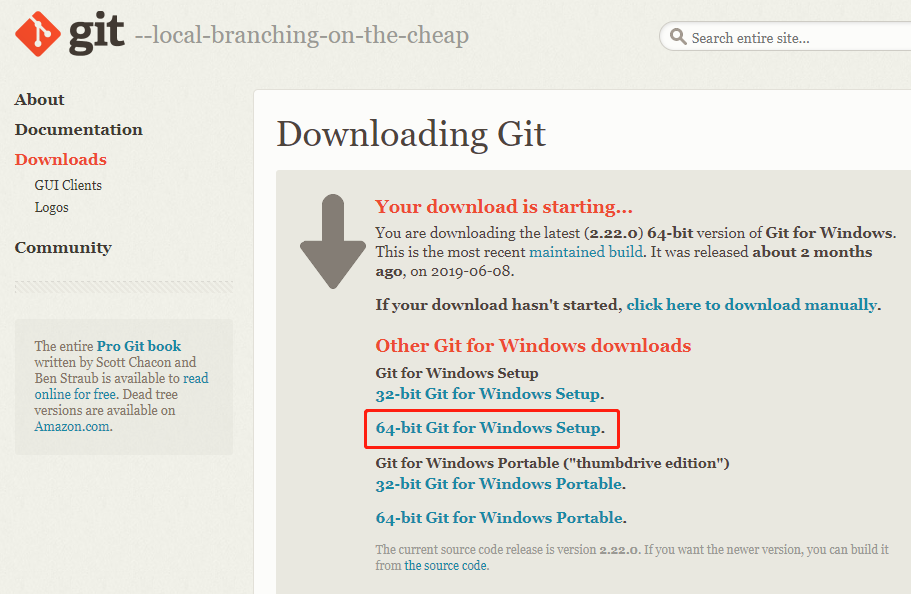 git --local-branching-on-the-cheap
Search entire site...
About
Documentation
Downloads
GUI Clients
Logos
Community
The entire Pro Git book
written by Scott Chacon and
Ben Straub is available to read
online for free. Dead tree
versions are available on
Amazon.com.
Downloading Git
Your download is starting...
You are downloading the latest (2.22.0) 64-bit version of Git for Windows.
This is the most recent maintained build. It was released about 2 months
ago, on 2019-06-08.
If your download hasn't started, click here to download manually.
Other Git for Windows downloads
Git for Windows Setup
32-bit Git for Windows Setup.
64-bit Git for Windows Setup.
Git for Windows Portable ("thumbdrive edition")
32-bit Git for Windows Portable.
64-bit Git for Windows Portable.
The current source code release is version 2.22.0. If you want the newer version, you can build it
from the source code.